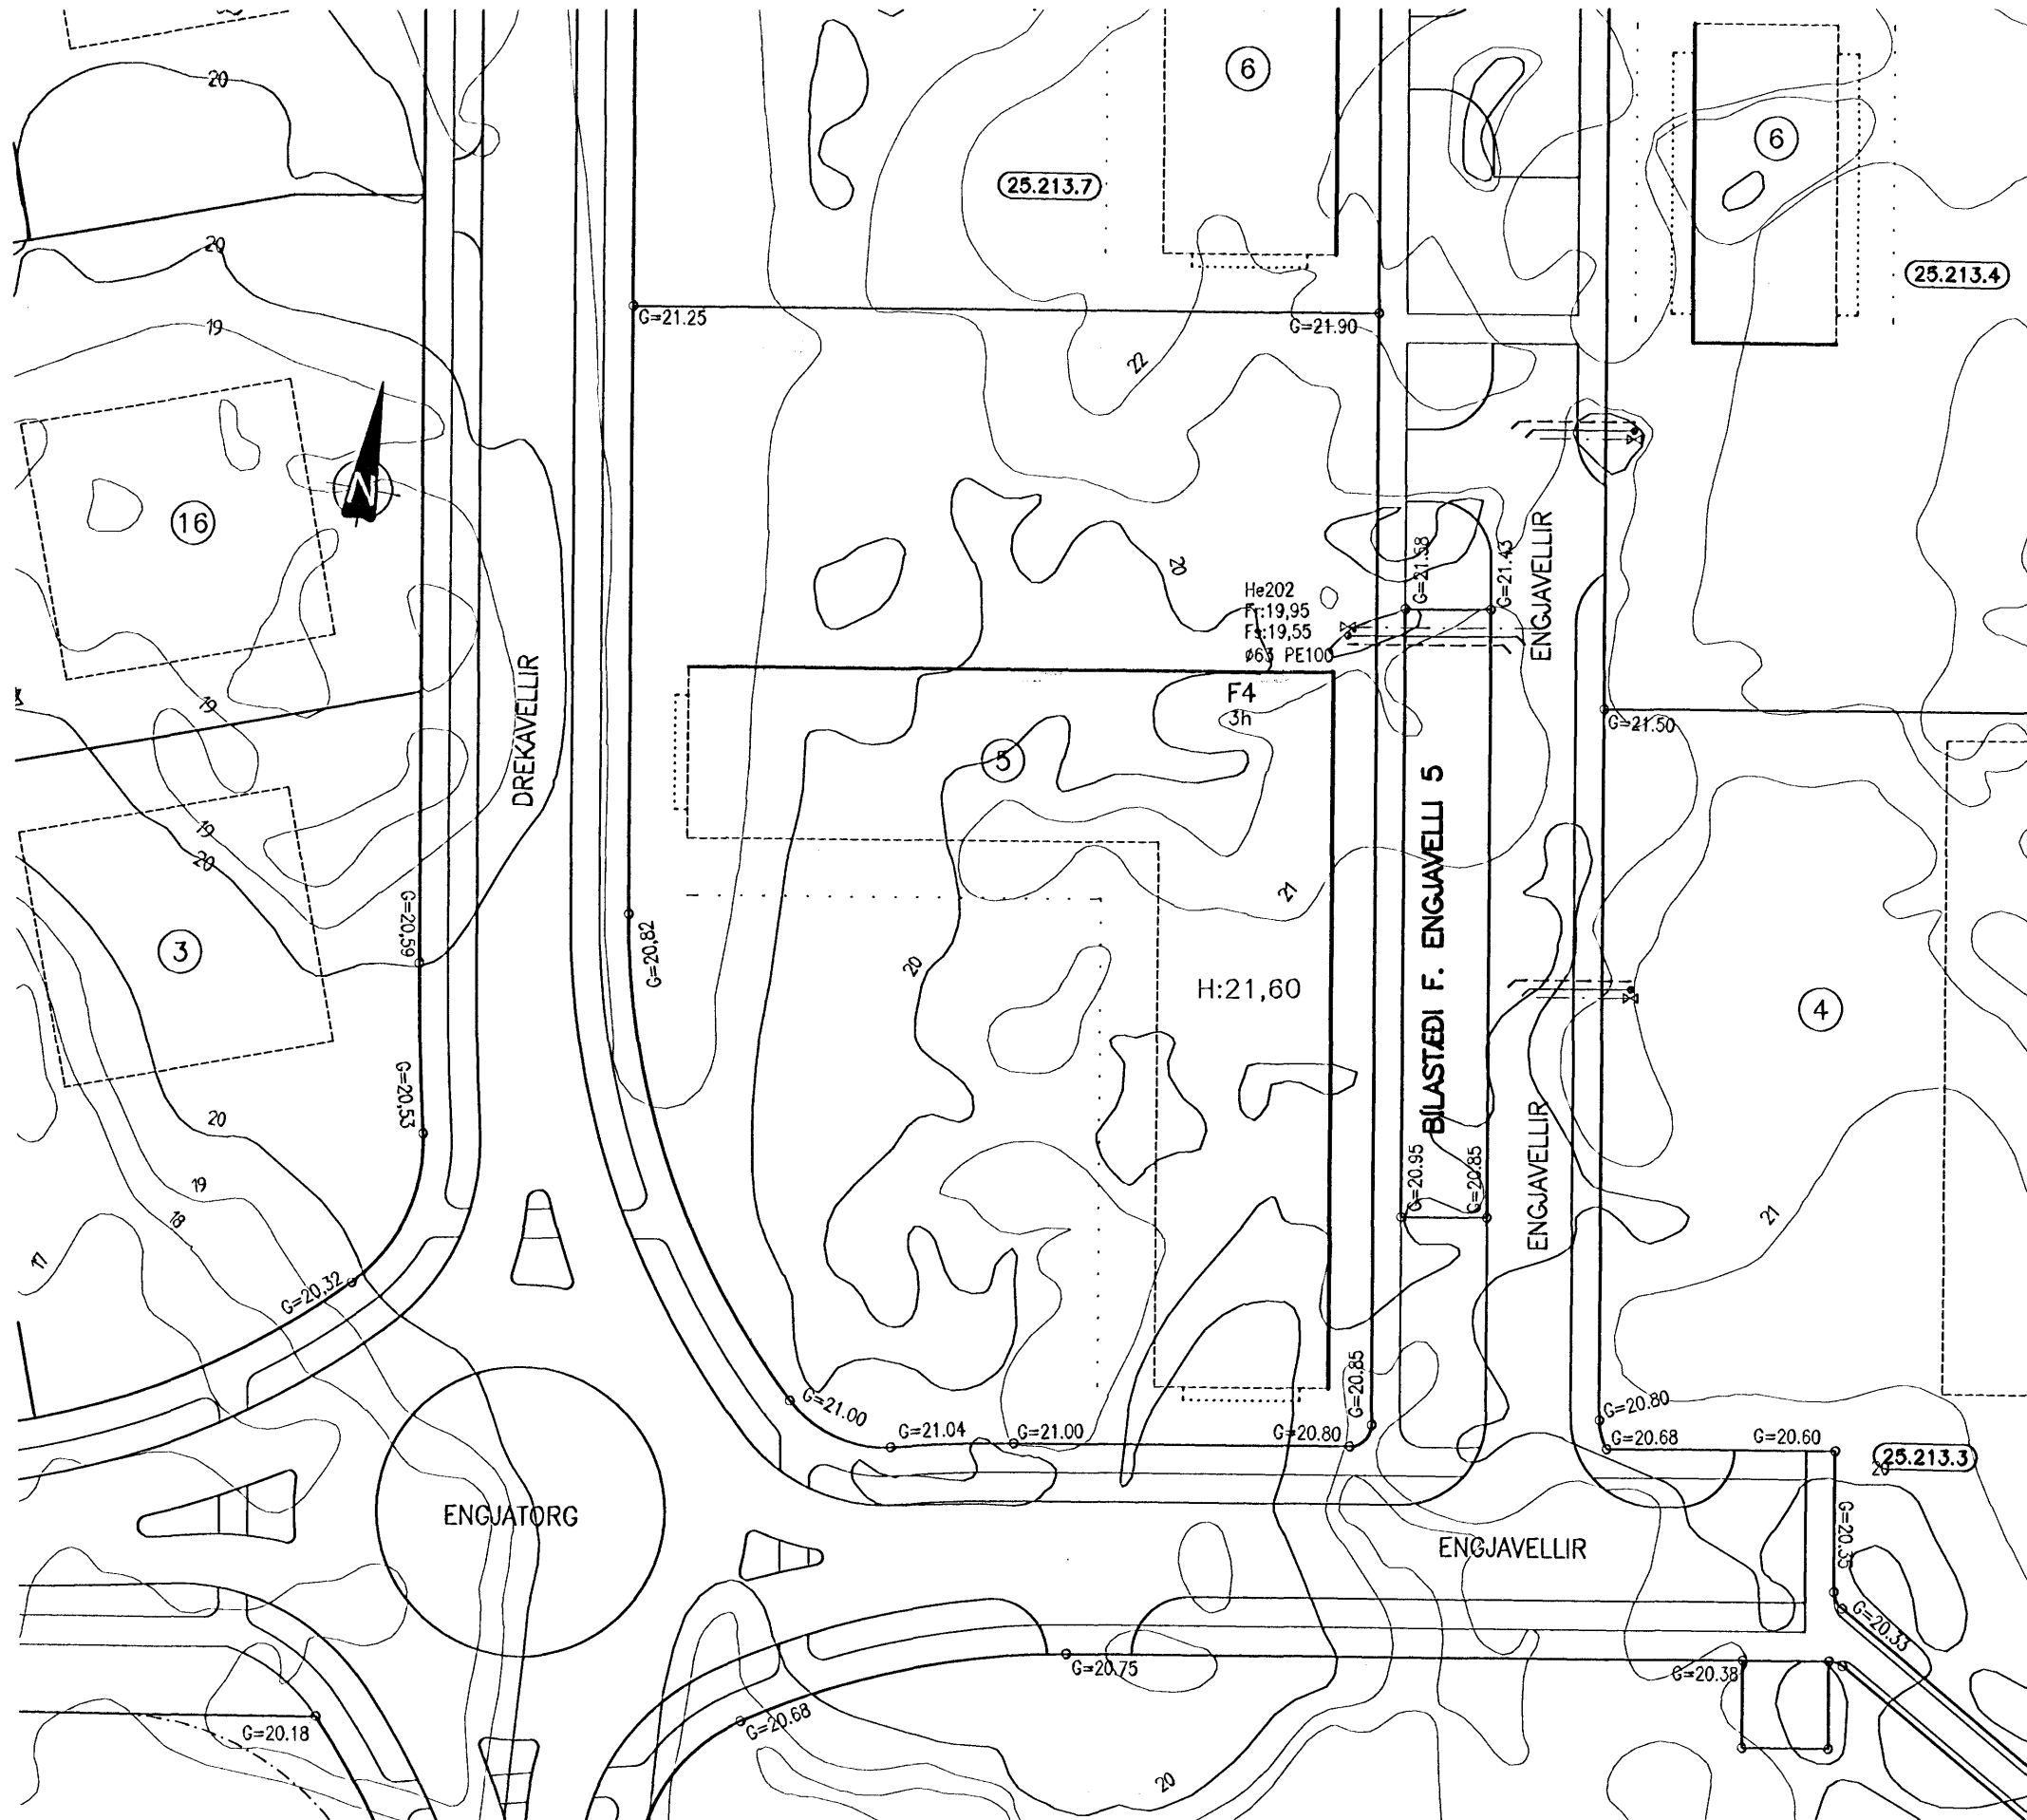 20
6
6
25.213.7
20
25.213.4
19
G=21.25
G=21.90
22
N
16
ENGJAVELLIR
G=21.58
G=21.43
20
He202
Fr:19,95
Fs:19,55
ø63 PE100
DREKAVELLIR
F4
3h
19
G=21.50
5
BÍLASTÆÐI F. ENGJAVELLI 5
19
20
21
G=20,59
G=20,82
3
20
H:21,60
4
G=20,53
20
ENGJAVELLIR
G=20.95
G=20.85
19
18
21
17
G=20,32
G=20.85
G=21.00
G=20.80
G=21.04
G=21.00
G=20.80
G=20.68
G=20.60
25.213.3
20
ENGJATORG
ENGJAVELLIR
G=20.35
G=20.33
G=20.75
G=20.38
G=20.68
G=20.18
20